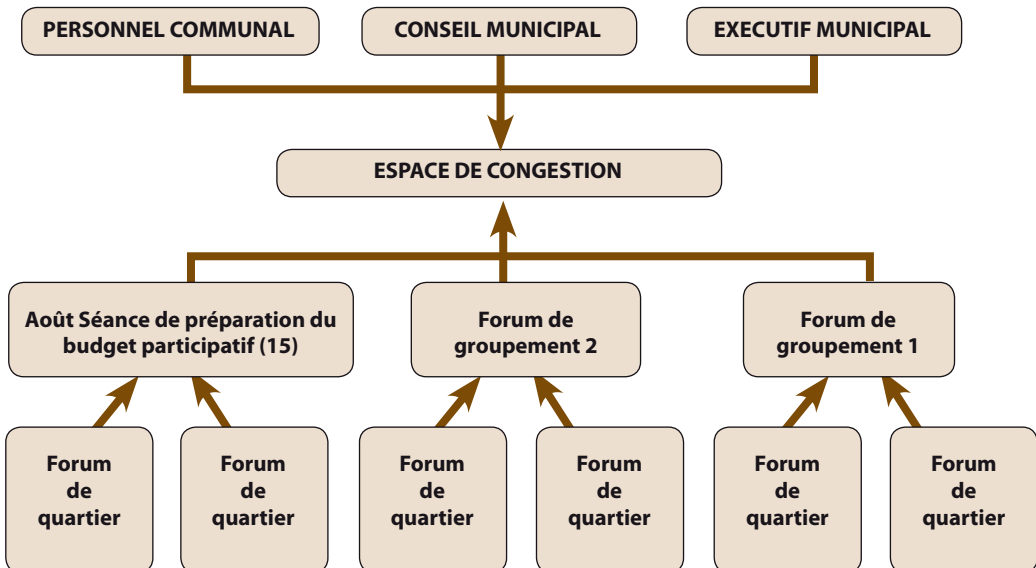 PERSONNEL COMMUNAL
CONSEIL MUNICIPAL
EXECUTIF MUNICIPAL
ESPACE DE CONGESTION
Août Séance de préparation du
budget participatif (15)
Forum de
groupement 2
Forum de
groupement 1
Forum
de
quartier
Forum
de
quartier
Forum
de
quartier
Forum
de
quartier
Forum
de
quartier
Forum
de
quartier